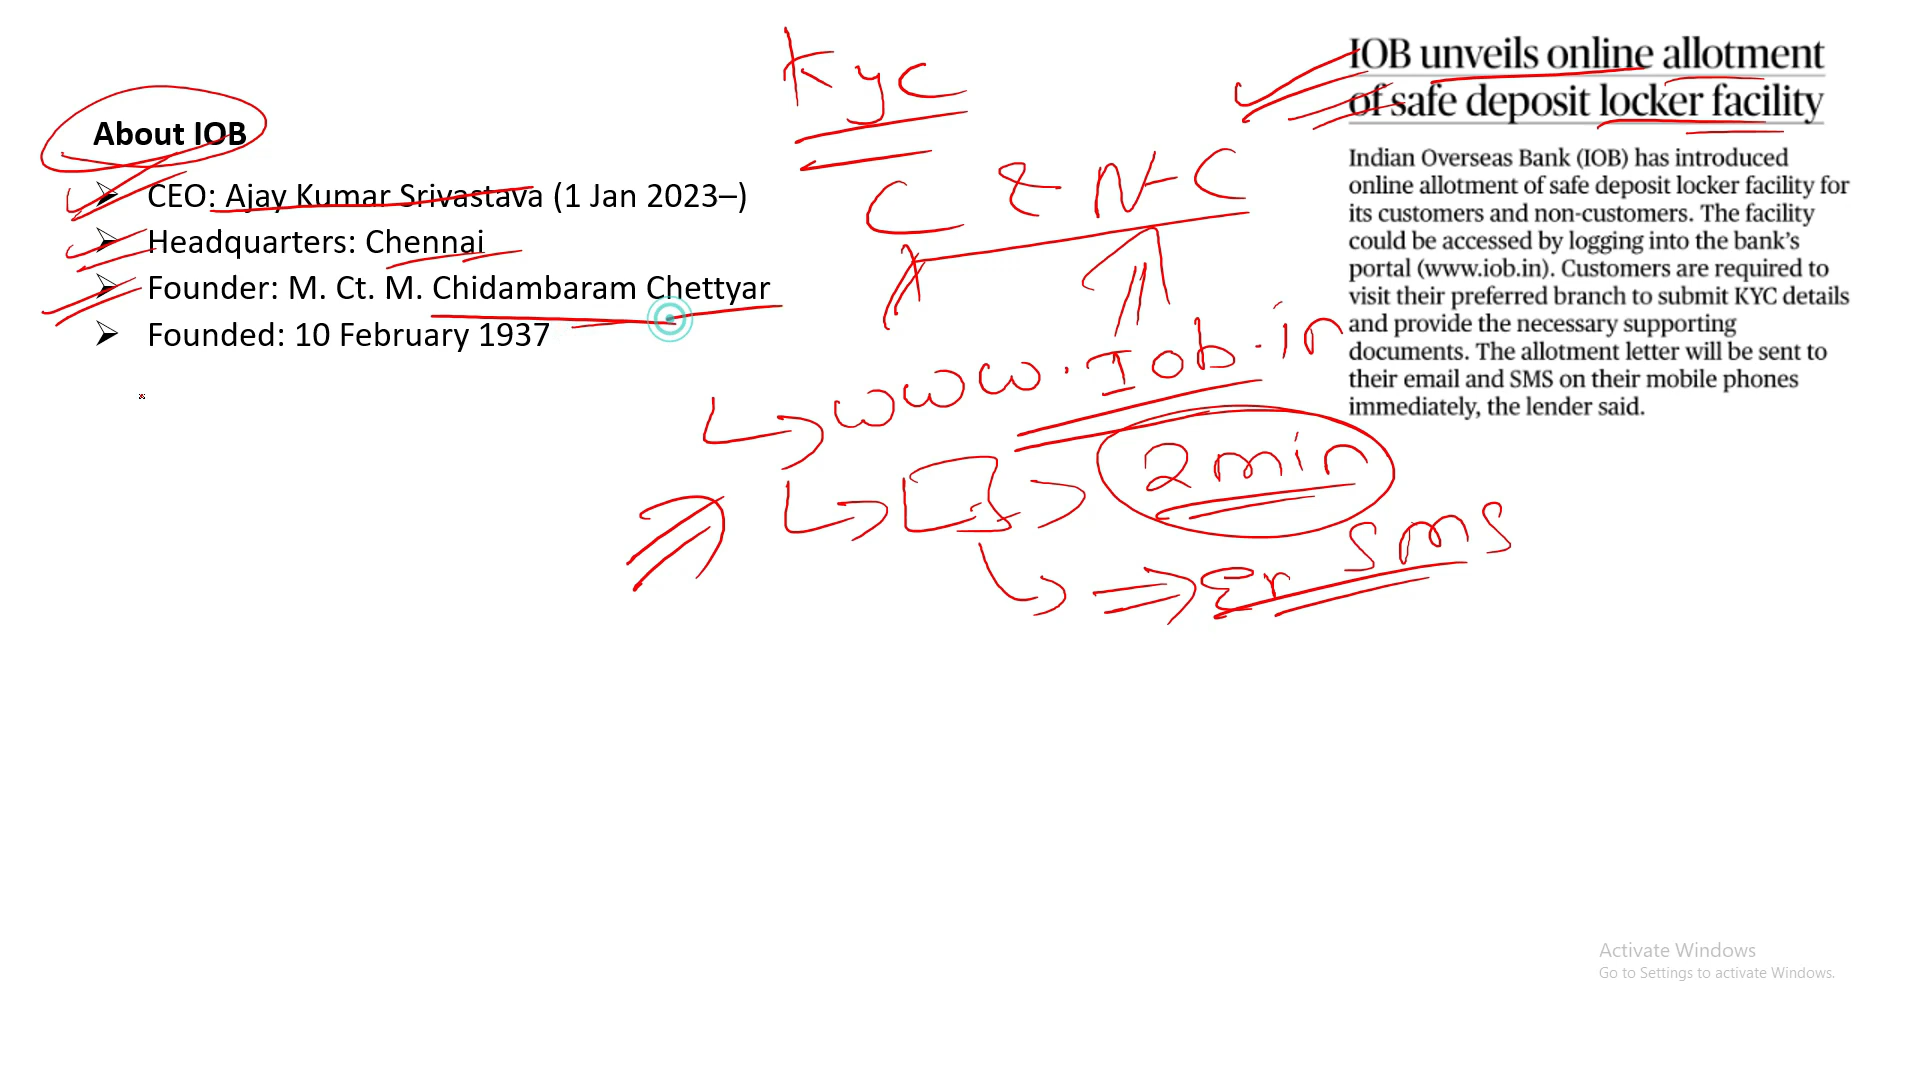 About IOB
CEO: Ajay Kumar Srivastava (1 Jan 2023–)
Headquarters: Chennai
Founder: M. Ct. M. Chidambaram Chettyar
Founded: 10 February 1937
Kyc
C & N-C
www.Iob.in
2min
SMS
IOB unveils online allotment
of safe deposit locker facility
Indian Overseas Bank (IOB) has introduced
online allotment of safe deposit locker facility for
its customers and non-customers. The facility
could be accessed by logging into the bank's
portal (www.iob.in). Customers are required to
visit their preferred branch to submit KYC details
and provide the necessary supporting
documents. The allotment letter will be sent to
their email and SMS on their mobile phones
immediately, the lender said.
Activate Windows
Go to Settings to activate Windows.